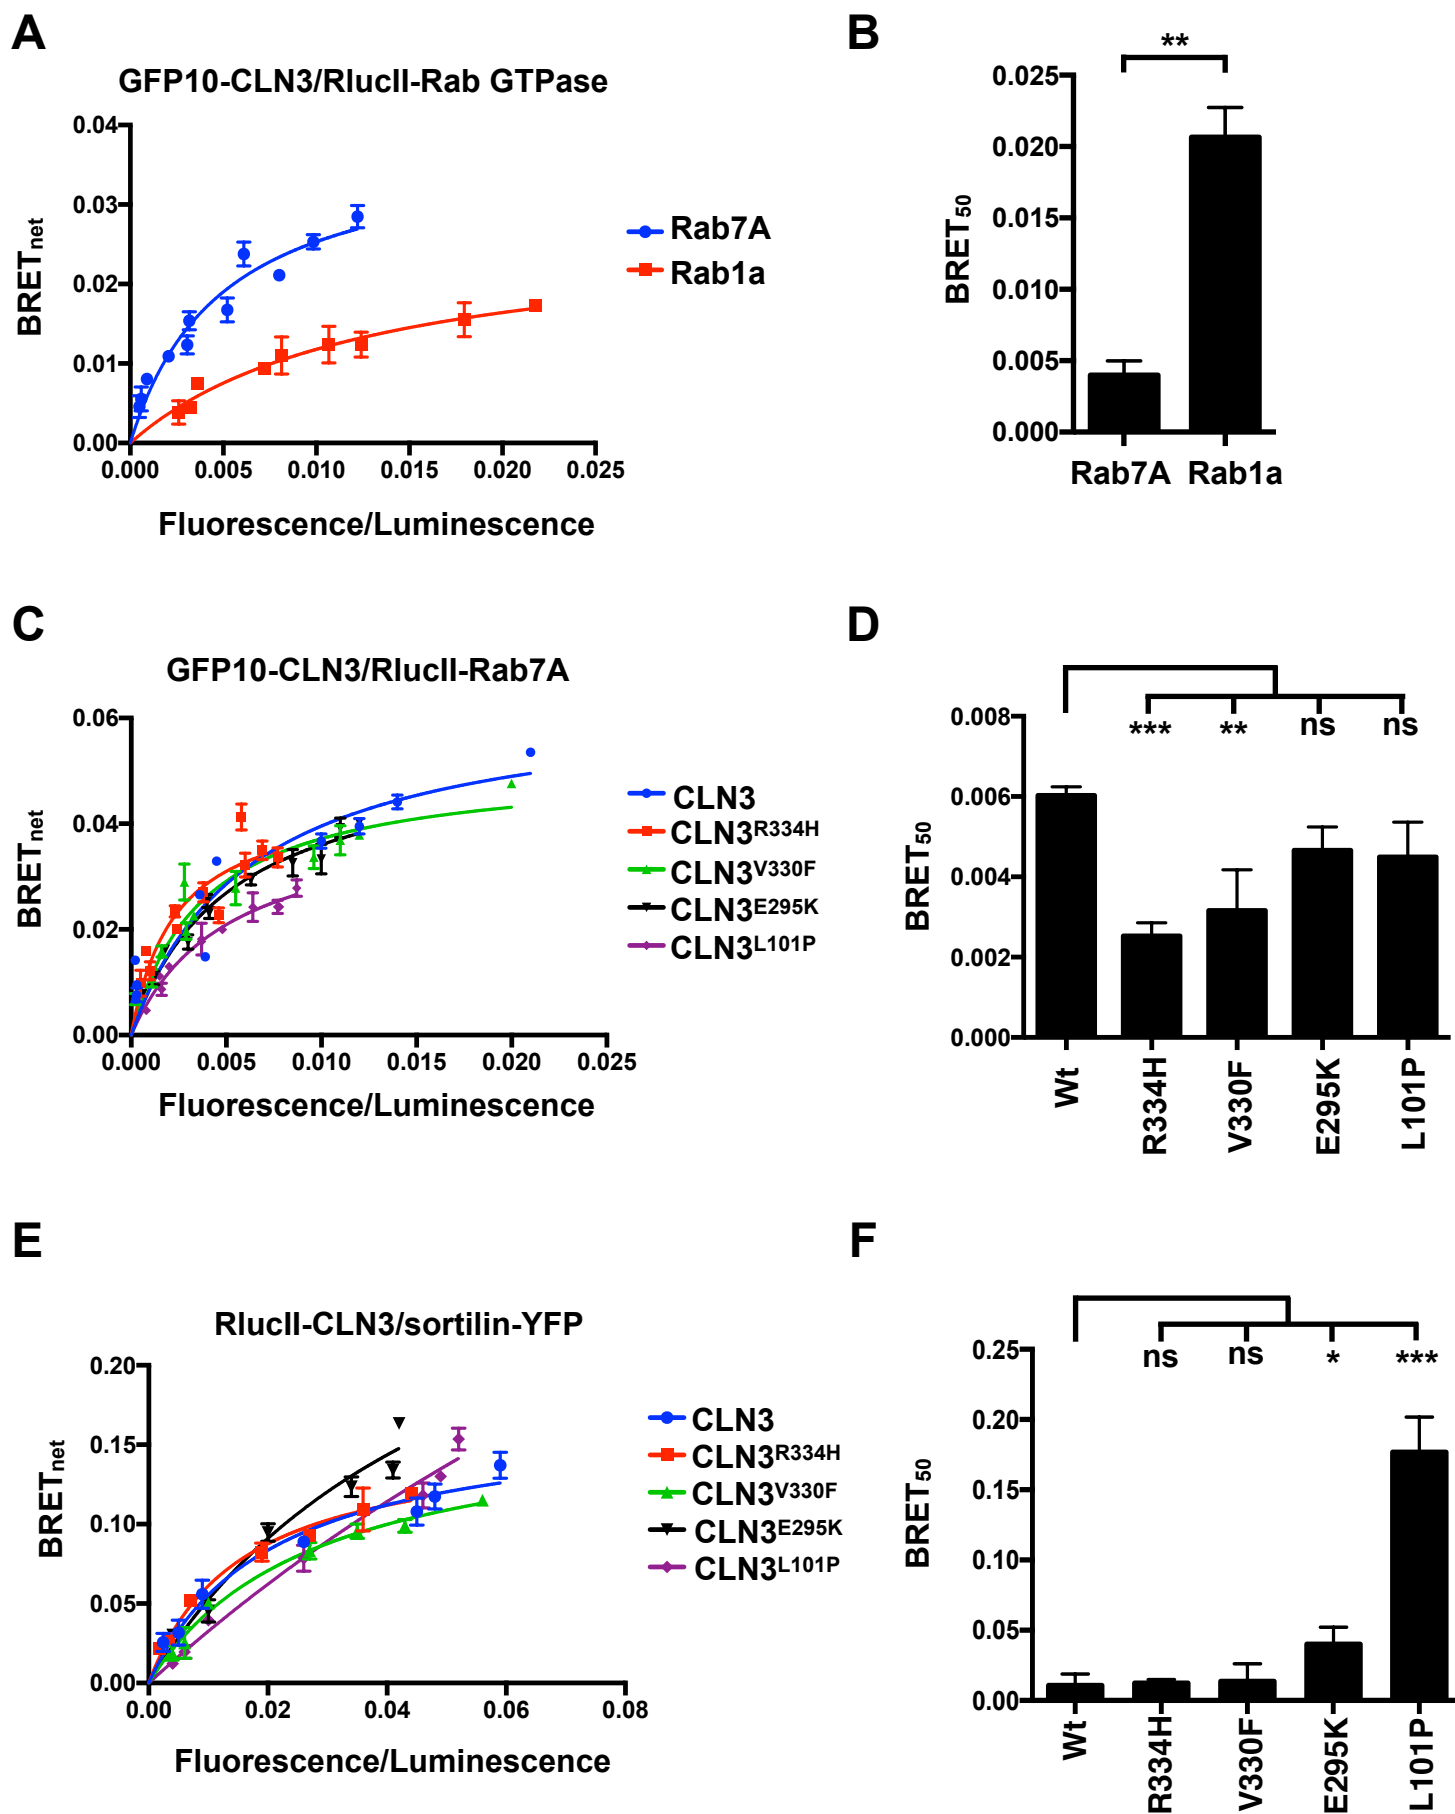 A
GFP10-CLN3/RlucII-Rab GTPase
BRETnet
0.04
0.03
0.02
0.01
0.00
0.000 0.005 0.010 0.015 0.020 0.025
Fluorescence/Luminescence
Rab7A
Rab1a
B
**
BRET50
0.025
0.020
0.015
0.010
0.005
0.000
Rab7A Rab1a
C
GFP10-CLN3/RlucII-Rab7A
BRETnet
0.06
0.04
0.02
0.00
0.000 0.005 0.010 0.015 0.020 0.025
Fluorescence/Luminescence
CLN3
CLN3R334H
CLN3V330F
CLN3E295K
CLN3L101P
D
*** ** ns ns
BRET50
0.008
0.006
0.004
0.002
0.000
Wt R334H V330F E295K L101P
E
RlucII-CLN3/sortilin-YFP
BRETnet
0.20
0.15
0.10
0.05
0.00
0.00 0.02 0.04 0.06 0.08
Fluorescence/Luminescence
CLN3
CLN3R334H
CLN3V330F
CLN3E295K
CLN3L101P
F
ns ns * ***
BRET50
0.25
0.20
0.15
0.10
0.05
0.00
Wt R334H V330F E295K L101P